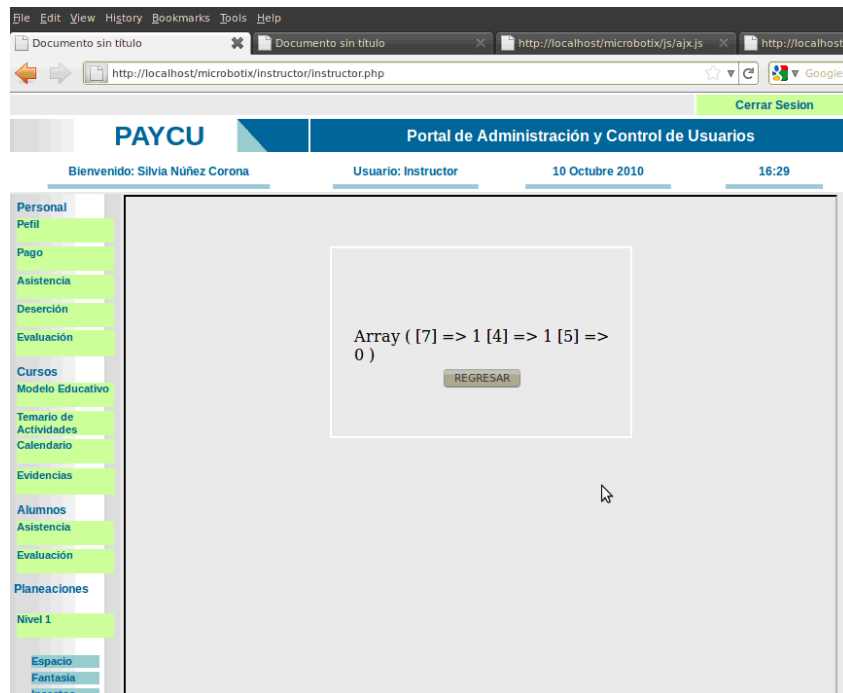 File Edit View History Bookmarks Tools Help
Documento sin título Documento sin título http://localhost/microbotix/js/ajx.js http://localhost
http://localhost/microbotix/instructor/instructor.php Google
Cerrar Sesion
PAYCU Portal de Administración y Control de Usuarios
Bienvenido: Silvia Núñez Corona Usuario: Instructor 10 Octubre 2010 16:29
Personal
Pefil
Pago
Asistencia
Deserción
Evaluación
Cursos
Modelo Educativo
Temario de
Actividades
Calendario
Evidencias
Alumnos
Asistencia
Evaluación
Planeaciones
Nivel 1
Espacio
Fantasia
Array ( [7] => 1 [4] => 1 [5] =>
0 )
REGRESAR